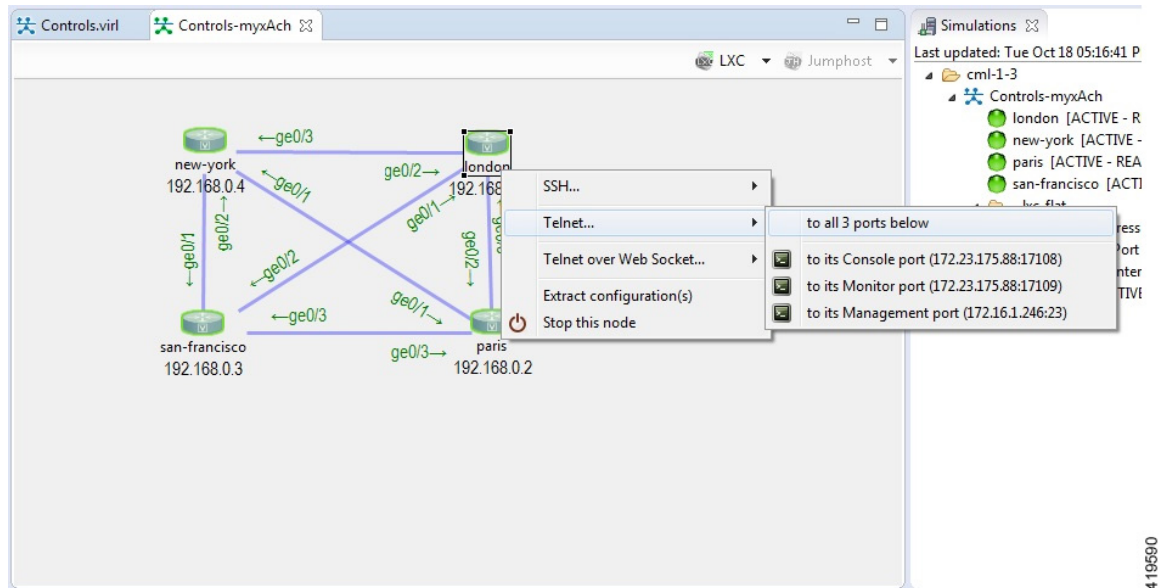 Controls.virl
Controls-myxAch
Simulations
LXC
Jumphost
Last updated: Tue Oct 18 05:16:41 P
cml-1-3
Controls-myxAch
london [ACTIVE - R
new-york [ACTIVE -
paris [ACTIVE - REA
san-francisco [ACTI
new-york
192.168.0.4
←ge0/3
ge0/2→
london
192.168
←ge0/1
ge0/1→
←ge0/1
ge0/2→
←ge0/2
ge0/2→
ge0/1→
san-francisco
192.168.0.3
←ge0/3
ge0/3→
paris
192.168.0.2
SSH...
Telnet...
Telnet over Web Socket...
Extract configuration(s)
Stop this node
to all 3 ports below
to its Console port (172.23.175.88:17108)
to its Monitor port (172.23.175.88:17109)
to its Management port (172.16.1.246:23)
419590